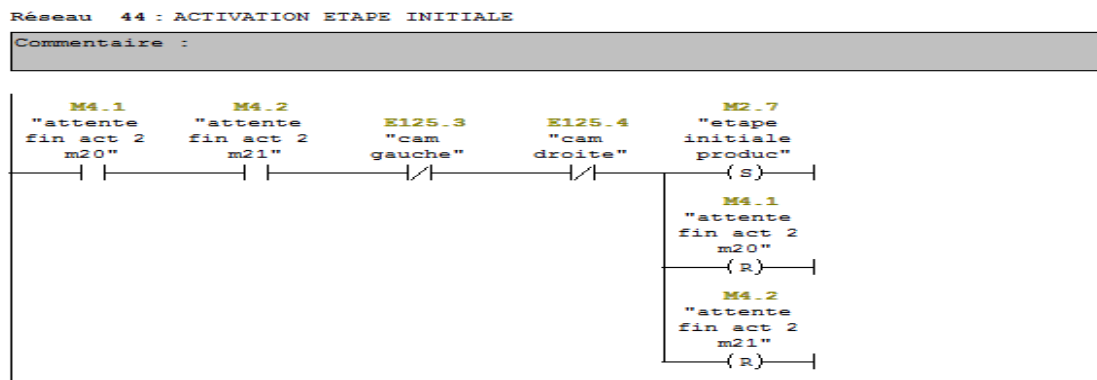 Réseau 44 : ACTIVATION ETAPE INITIALE
Commentaire :
M4.1 M4.2 E125.3 E125.4 M2.7
"attente "attente "cam "cam "etape
fin act 2 fin act 2 gauche" droite" initiale
m20" m21" produc"
( S )
M4.1
"attente
fin act 2
m20"
( R )
M4.2
"attente
fin act 2
m21"
( R )